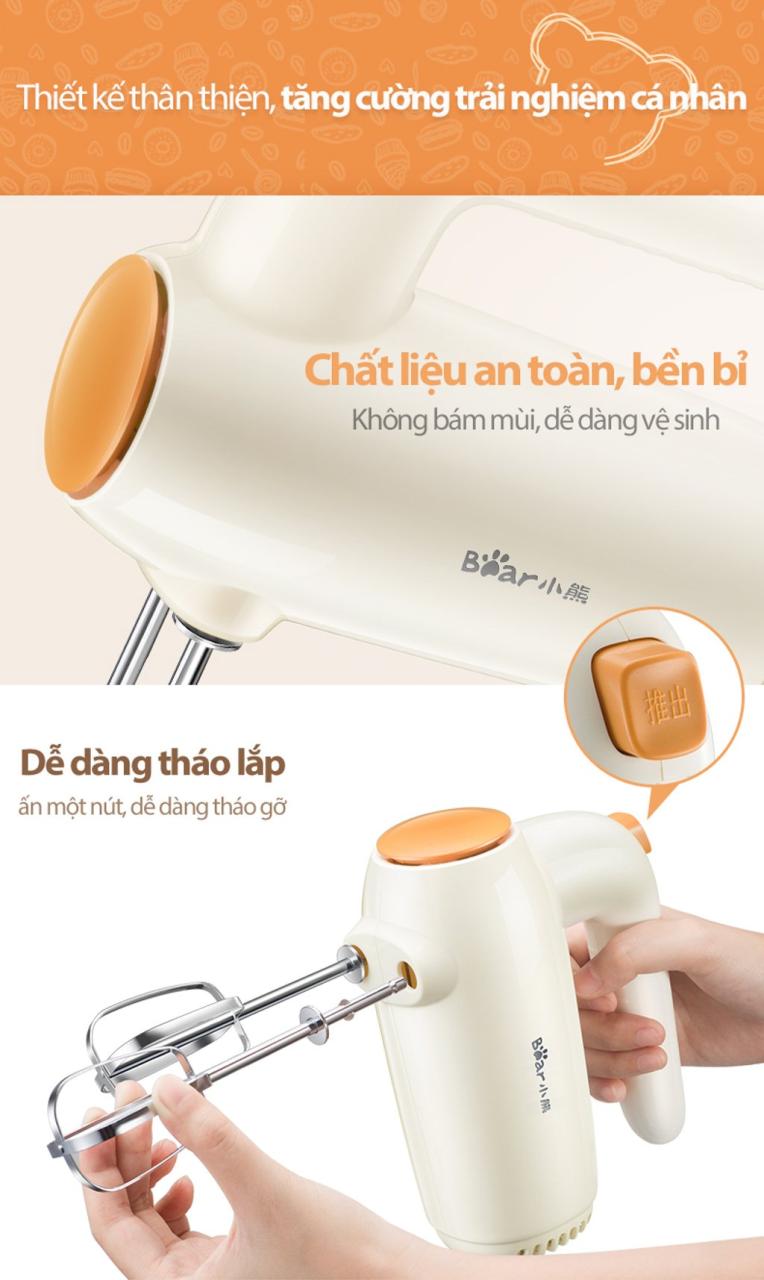 Thiết kế thân thiện, tăng cường trải nghiệm cá nhân
Chất liệu an toàn, bền bỉ
Không bám mùi, dễ dàng vệ sinh
Bear小熊
推出
Dễ dàng tháo lắp
ấn một nút, dễ dàng tháo gỡ
Bear小熊